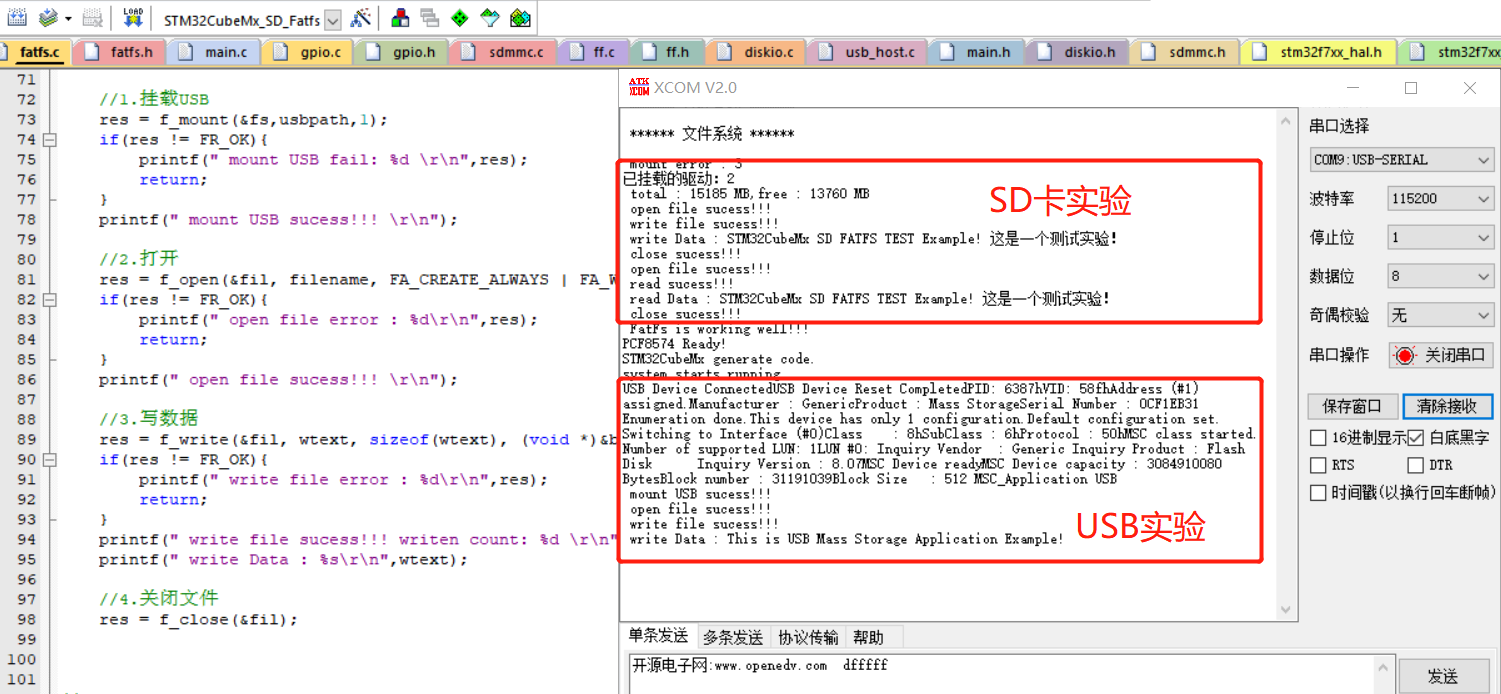 LOAD
STM32CubeMx_SD_Fatfs
fatfs.c fatfs.h main.c gpio.c gpio.h sdmmc.c ff.c ff.h diskio.c usb_host.c main.h diskio.h sdmmc.h stm32f7xx_hal.h stm32f7xx
71
72 //1.挂载USB
73 res = f_mount(&fs,usbpath,1);
74 if(res != FR_OK){
75 printf(" mount USB fail: %d \r\n",res);
76 return;
77 }
78 printf(" mount USB sucess!!! \r\n");
79
80 //2.打开
81 res = f_open(&fil, filename, FA_CREATE_ALWAYS | FA_W
82 if(res != FR_OK){
83 printf(" open file error : %d\r\n",res);
84 return;
85 }
86 printf(" open file sucess!!! \r\n");
87
88 //3.写数据
89 res = f_write(&fil, wtext, sizeof(wtext), (void *)&b
90 if(res != FR_OK){
91 printf(" write file error : %d\r\n",res);
92 return;
93 }
94 printf(" write file sucess!!! writen count: %d \r\n"
95 printf(" write Data : %s\r\n",wtext);
96
97 //4.关闭文件
98 res = f_close(&fil);
99
100
101
ATK XCOM
XCOM V2.0
****** 文件系统 ******
mount error : 3
已挂载的驱动：2
total : 15185 MB,free : 13760 MB
open file sucess!!!
write file sucess!!!
write Data : STM32CubeMx SD FATFS TEST Example! 这是一个测试实验!
close sucess!!!
open file sucess!!!
read sucess!!!
read Data : STM32CubeMx SD FATFS TEST Example! 这是一个测试实验!
close sucess!!!
SD卡实验
FatFs is working well!!!
PCF8574 Ready!
STM32CubeMx generate code.
system starts running
USB Device ConnectedUSB Device Reset CompletedPID: 6387hVID: 58fhAddress (#1)
assigned.Manufacturer : GenericProduct : Mass StorageSerial Number : 0CF1EB31
Enumeration done.This device has only 1 configuration.Default configuration set.
Switching to Interface (#0)Class : 8hSubClass : 6hProtocol : 50hMSC class started.
Number of supported LUN: 1LUN #0: Inquiry Vendor : Generic Inquiry Product : Flash
Disk Inquiry Version : 8.07MSC Device readyMSC Device capacity : 3084910080
BytesBlock number : 31191039Block Size : 512 MSC_Application USB
mount USB sucess!!!
open file sucess!!!
write file sucess!!!
write Data : This is USB Mass Storage Application Example!
USB实验
串口选择
COM9:USB-SERIAL
波特率 115200
停止位 1
数据位 8
奇偶校验 无
串口操作 关闭串口
保存窗口 清除接收
16进制显示 白底黑字
RTS DTR
时间戳(以换行回车断帧)
单条发送 多条发送 协议传输 帮助
开源电子网:www.openedv.com dfffff
发送